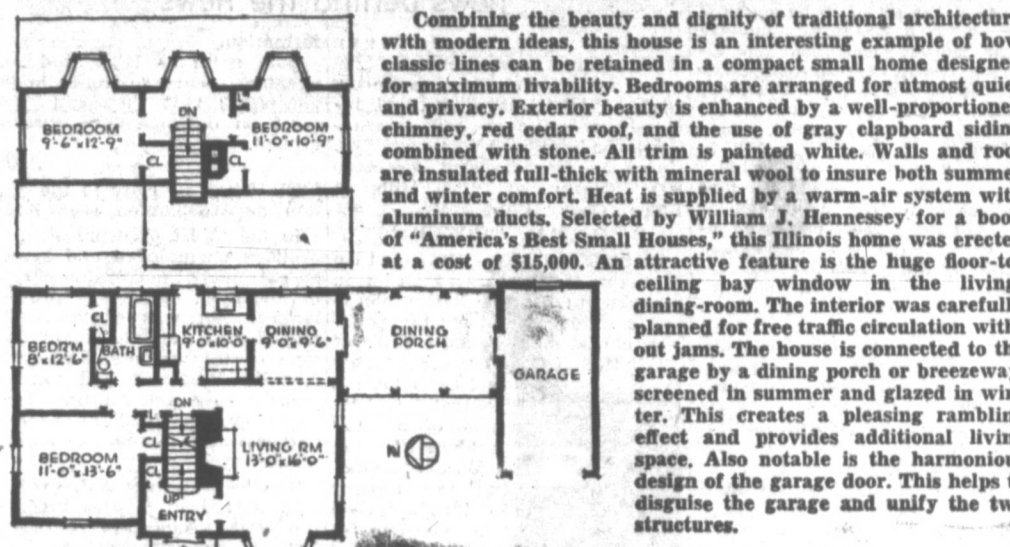 Combining the beauty and dignity of traditional architectur
with modern ideas, this house is an interesting example of how
classic lines can be retained in a compact small home designe
for maximum livability. Bedrooms are arranged for utmost quie
and privacy. Exterior beauty is enhanced by a well-proportione
chimney, red cedar roof, and the use of gray clapboard sidin
combined with stone. All trim is painted white. Walls and roo
are insulated full-thick with mineral wool to insure both summe
and winter comfort. Heat is supplied by a warm-air system wit
aluminum ducts. Selected by William J. Hennessey for a boo
of “America's Best Small Houses,” this Illinois home was erecte
at a cost of $15,000. An attractive feature is the huge floor-to
ceiling bay window in the living
dining-room. The interior was carefull
planned for free traffic circulation with
out jams. The house is connected to th
garage by a dining porch or breezeway
screened in summer and glazed in win
ter. This creates a pleasing ramblin
effect and provides additional livin
space. Also notable is the harmoniou
design of the garage door. This helps t
disguise the garage and unify the tw
structures.
BEDROOM
9'-6"x12'-9"
DN
BEDROOM
11'-0"x10'-9"
CL
CL
BEDR'M
8'x12'-6"
CL
BATH
KITCHEN
9'-0"x10'-0"
DINING
9'-0"x9'-6"
DINING
PORCH
GARAGE
BEDROOM
11'-0"x13'-6"
DN
L
CL
CL
UP
ENTRY
LIVING RM
13'-0"x16'-0"
N